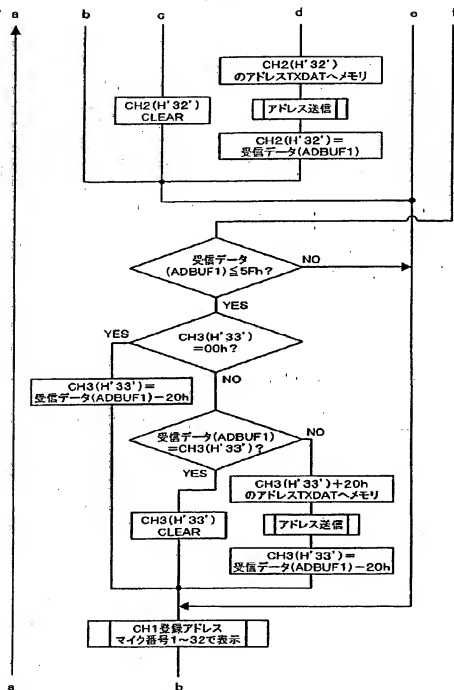 a b c d e f
CH2(H'32')
のアドレスTXDATへメモリ
CH2(H'32')
CLEAR
アドレス送信
CH2(H'32')=
受信データ(ADBUF1)
受信データ
(ADBUF1)≦5Fh?
NO
YES
YES
CH3(H'33')
=00h?
NO
CH3(H'33')=
受信データ(ADBUF1)-20h
受信データ(ADBUF1)
=CH3(H'33')?
NO
YES
CH3(H'33')+20h
のアドレスTXDATへメモリ
CH3(H'33')
CLEAR
アドレス送信
CH3(H'33')=
受信データ(ADBUF1)-20h
CH1登録アドレス
マイク番号1~32で表示
a b